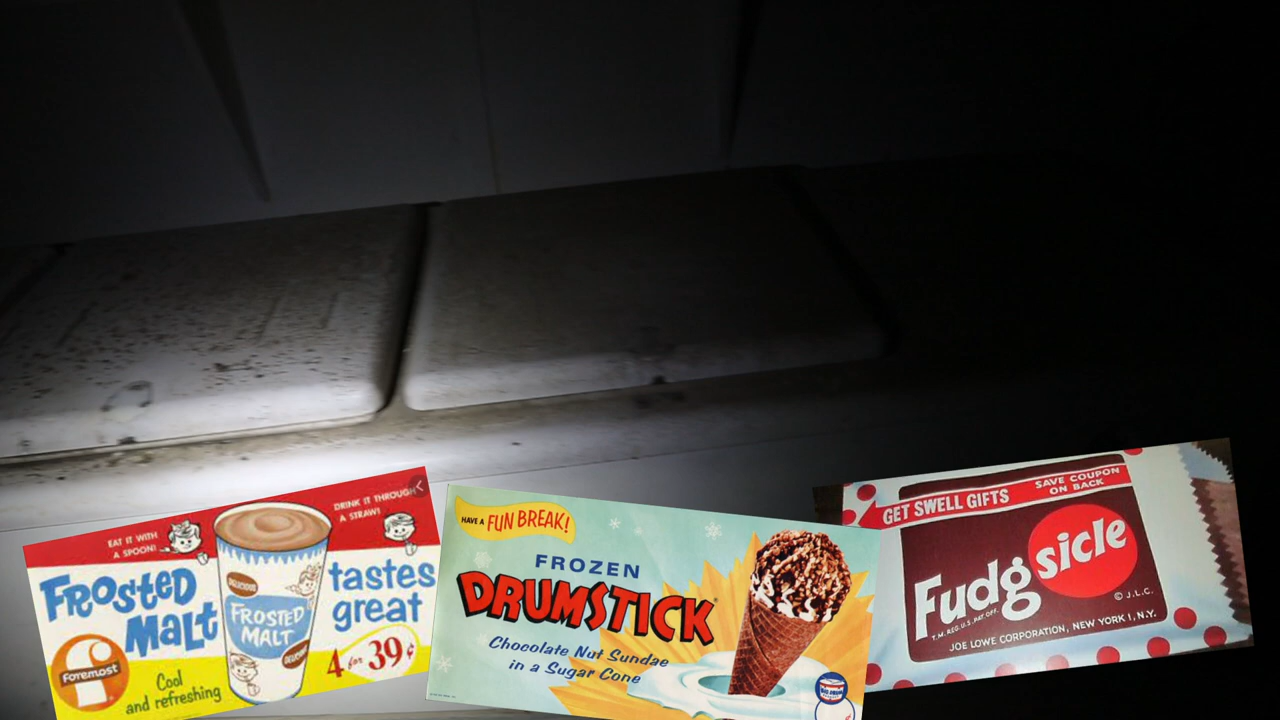 EAT IT WITH
A SPOON!
DRINK IT THROUGH
A STRAW!
FROSTED
MALT
tastes
great
DELICIOUS
FROSTED
MALT
DELICIOUS
FOREMOST
Cool
and refreshing
4 for 39¢
HAVE A FUN BREAK!
FROZEN
DRUMSTICK
Chocolate Nut Sundae
in a Sugar Cone
GET SWELL GIFTS
SAVE COUPON
ON BACK
Fudgsicle
T.M. REG. U.S. PAT. OFF.
© J.L.C.
JOE LOWE CORPORATION, NEW YORK 1, N.Y.